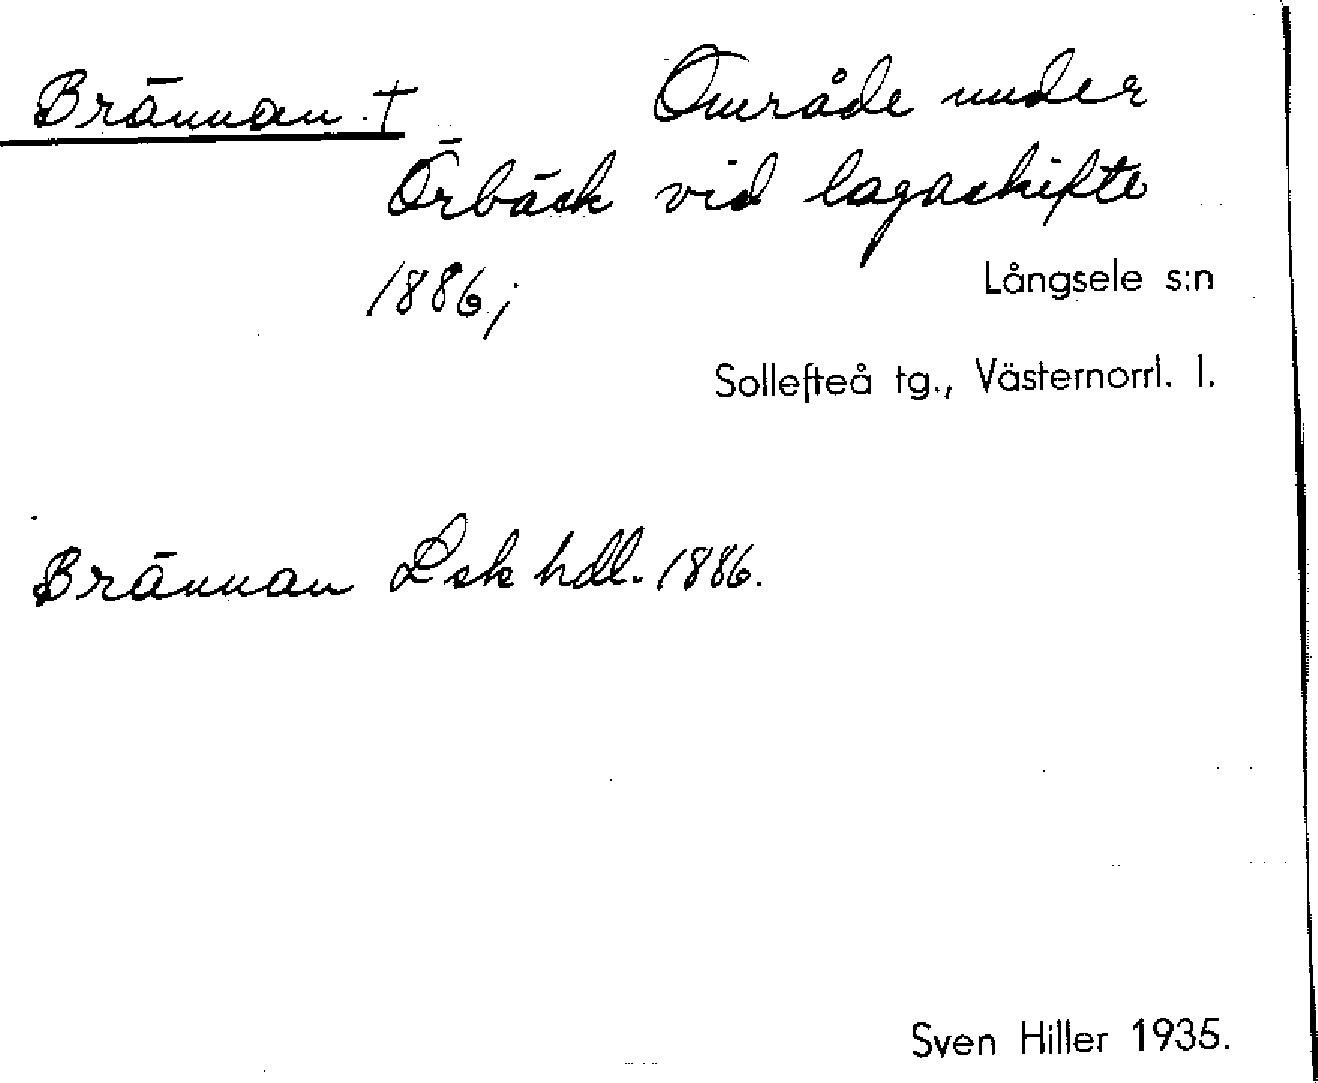 Brännan † Område under
Örbäck vid lagaskifte
1886; Långsele s:n
Sollefteå tg., Västernorrl. l.
Brännan Lsk hdl. 1886.
Sven Hiller 1935.